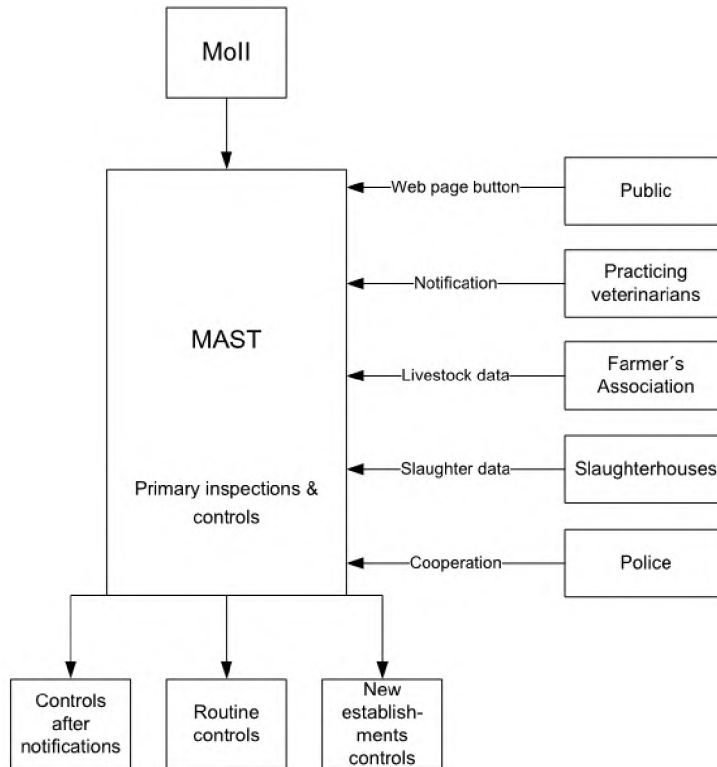 MoII
Web page button
Public
Notification
Practicing
veterinarians
MAST
Livestock data
Farmer´s
Association
Primary inspections &
controls
Slaughter data
Slaughterhouses
Cooperation
Police
Controls
after
notifications
Routine
controls
New
establish-
ments
controls